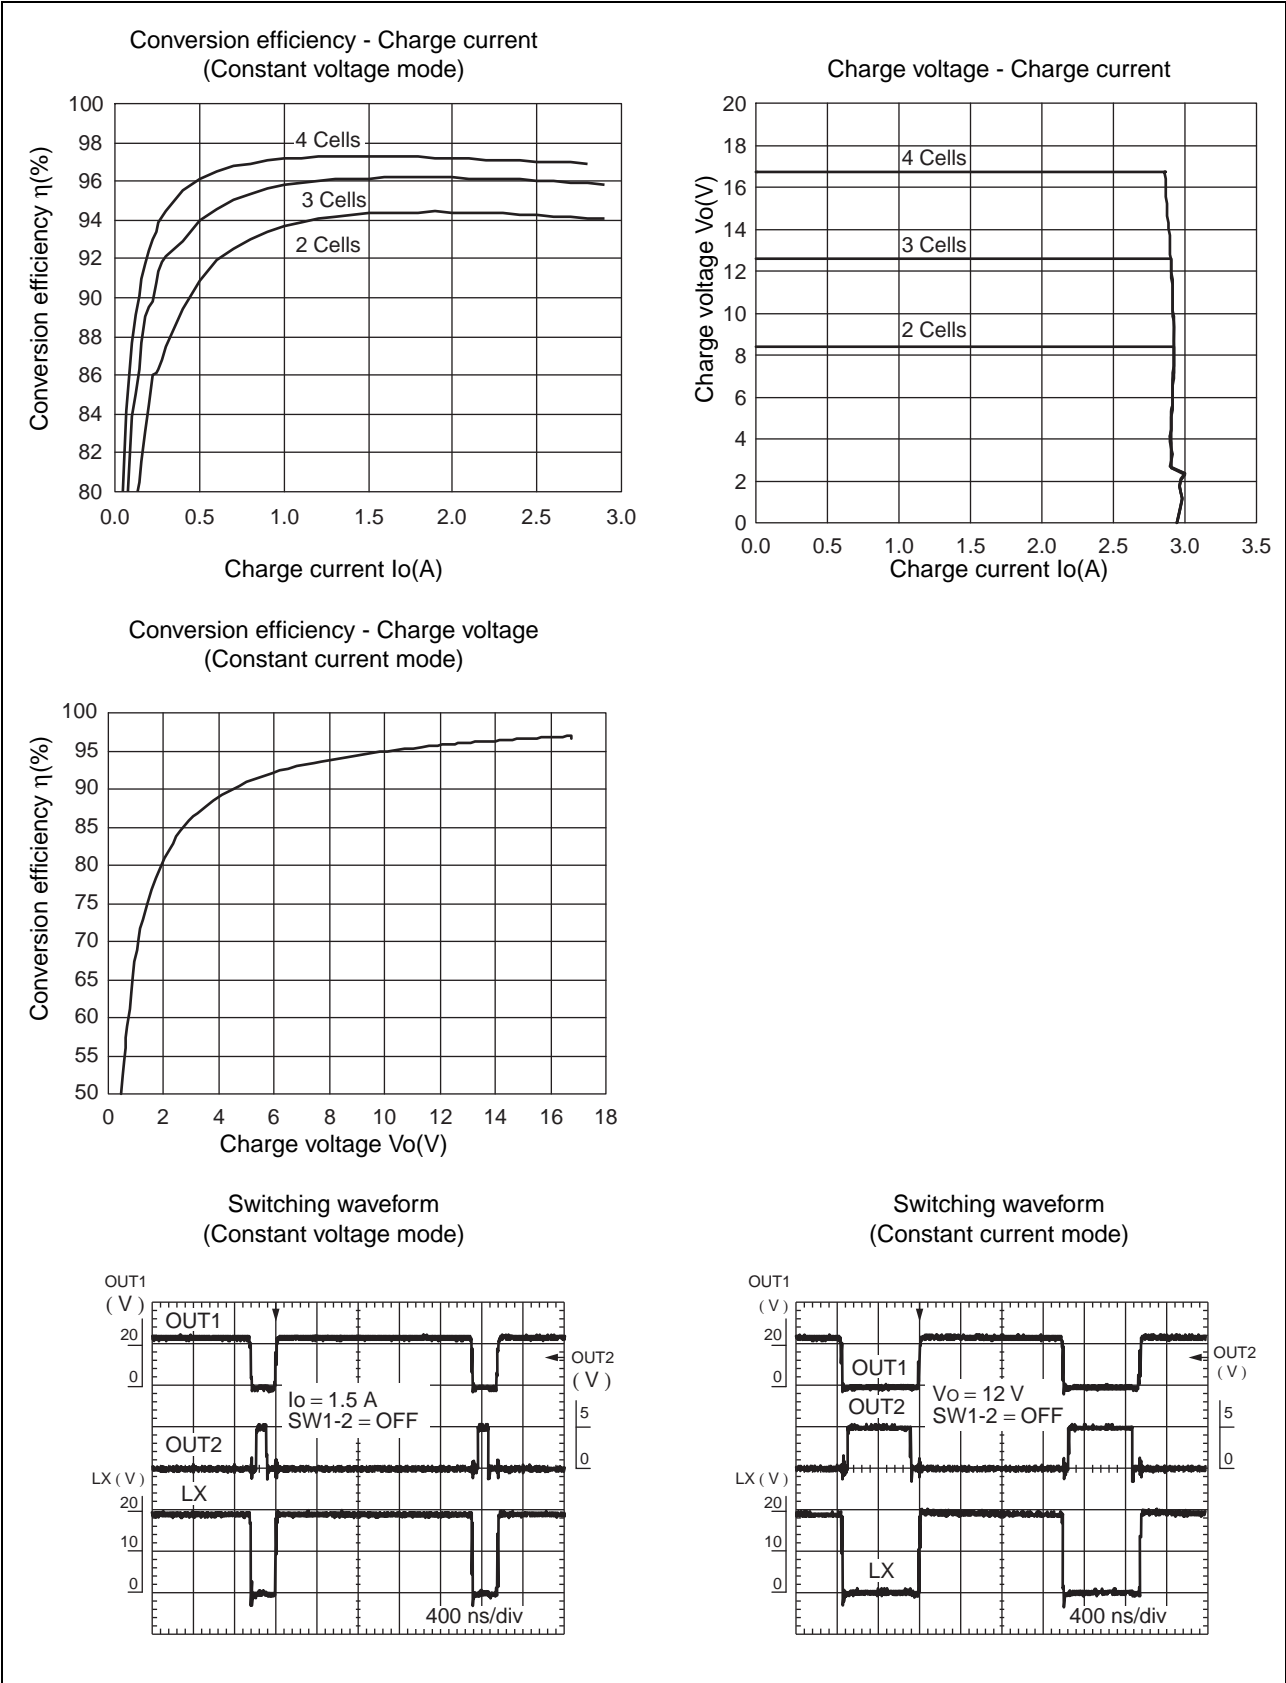 Conversion efficiency - Charge current
(Constant voltage mode)
Conversion efficiency η(%)
100
98
96
94
92
90
88
86
84
82
80
4 Cells
3 Cells
2 Cells
0.0 0.5 1.0 1.5 2.0 2.5 3.0
Charge current Io(A)
Charge voltage - Charge current
Charge voltage Vo(V)
20
18
16
14
12
10
8
6
4
2
0
4 Cells
3 Cells
2 Cells
0.0 0.5 1.0 1.5 2.0 2.5 3.0 3.5
Charge current Io(A)
Conversion efficiency - Charge voltage
(Constant current mode)
Conversion efficiency η(%)
100
95
90
85
80
75
70
65
60
55
50
0 2 4 6 8 10 12 14 16 18
Charge voltage Vo(V)
Switching waveform
(Constant voltage mode)
OUT1
(V)
20
0
OUT1
OUT2
(V)
5
0
Io = 1.5 A
SW1-2 = OFF
OUT2
LX (V)
20
10
0
LX
400 ns/div
Switching waveform
(Constant current mode)
OUT1
(V)
20
0
OUT1
OUT2
(V)
5
0
Vo = 12 V
SW1-2 = OFF
OUT2
LX (V)
20
10
0
LX
400 ns/div